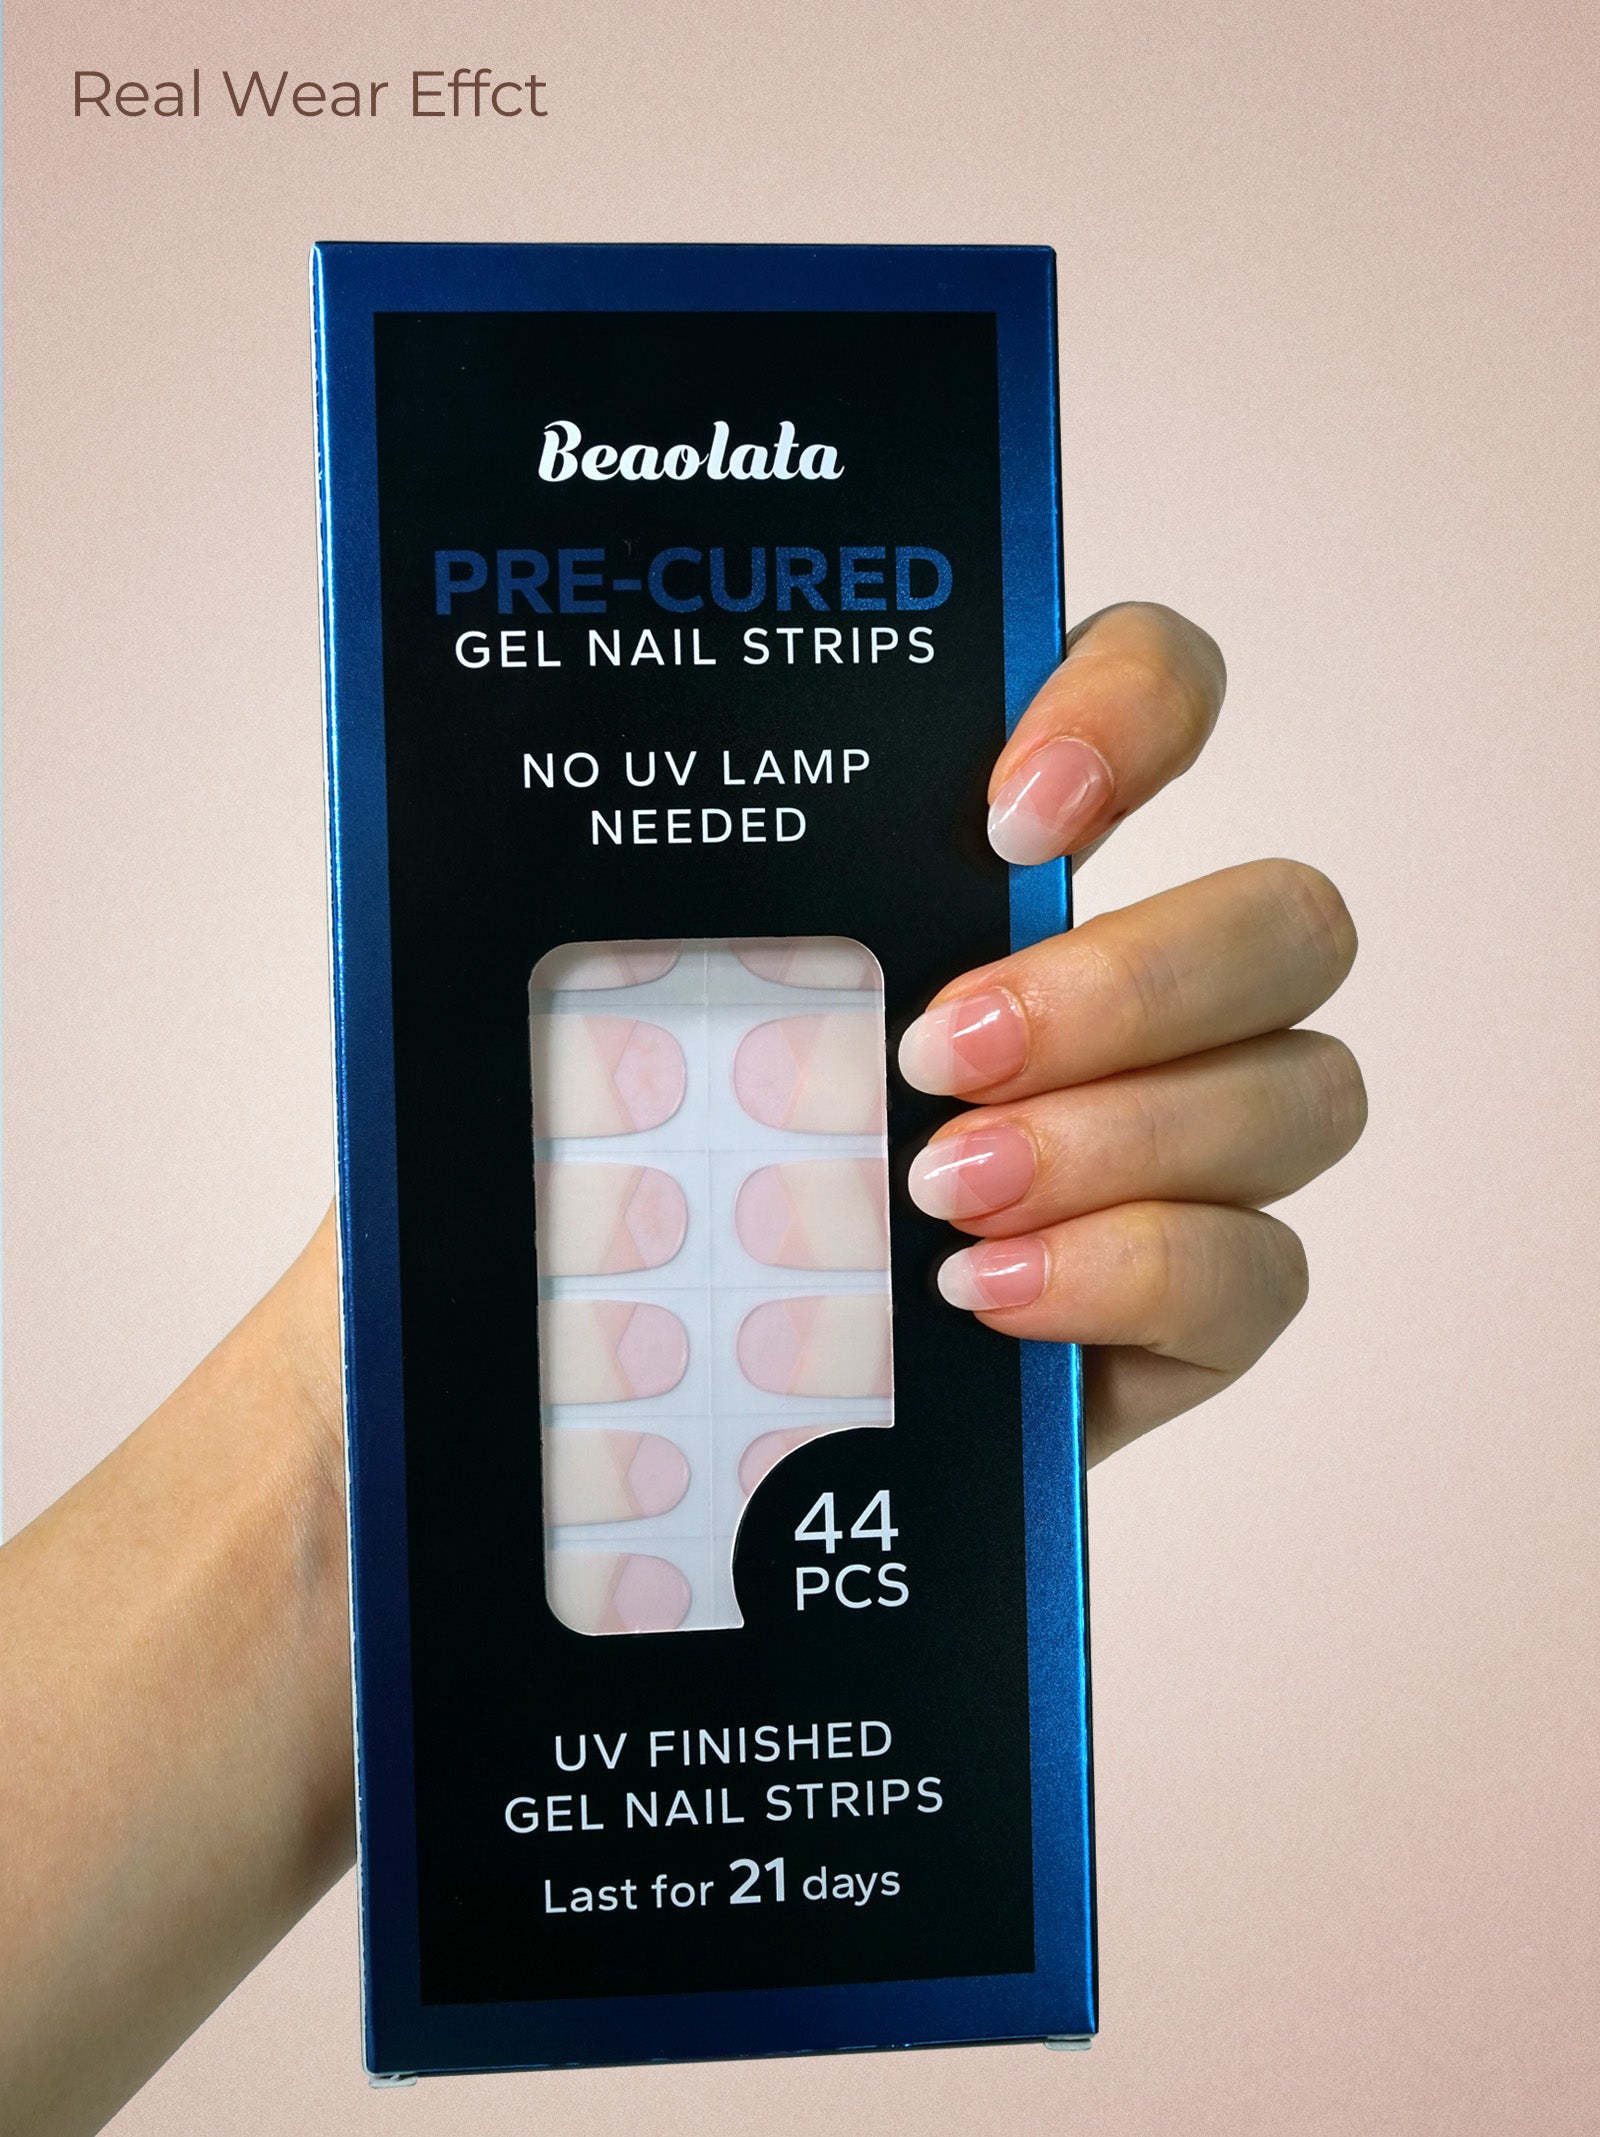 Real Wear Effct
Beaolata
PRE-CURED
GEL NAIL STRIPS
NO UV LAMP
NEEDED
44
PCS
UV FINISHED
GEL NAIL STRIPS
Last for 21 days